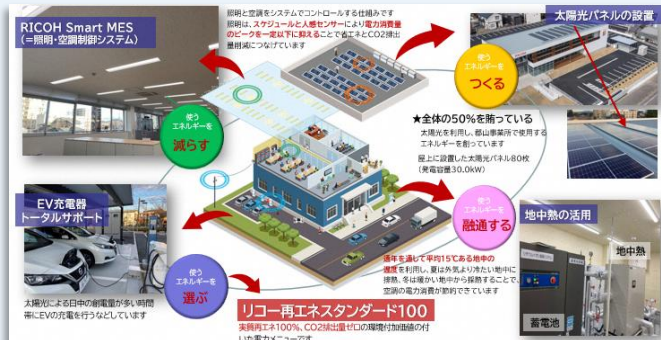 RICOH Smart MES
(=照明・空調制御システム)
照明と空調をシステムでコントロールする仕組みです
照明は、スケジュールと人感センサーにより電力消費量
のピークを一定以下に抑えることで省エネとCO2排出
量削減につなげています
太陽光パネルの設置
使う
エネルギーを
つくる
★全体の50%を賄っている
太陽光を利用し、郡山事業所で使用する
エネルギーを創っています
屋上に設置した太陽光パネル80枚
(発電容量30.0kW)
使う
エネルギーを
減らす
EV充電器
トータルサポート
太陽光による日中の創電量が多い時間
帯にEVの充電を行うなどしています
使う
エネルギーを
選ぶ
リコー再エネスタンダード100
実質再エネ100%、CO2排出量ゼロの環境付加価値の付
いた電力メニューです
使う
エネルギーを
融通する
通年を通して平均15℃ある地中の
温度を利用し、夏は外気より冷たい地中に
排熱、冬は暖かい地中から採熱することで、
空調の電力消費が節約できています
地中熱の活用
地中熱
蓄電池